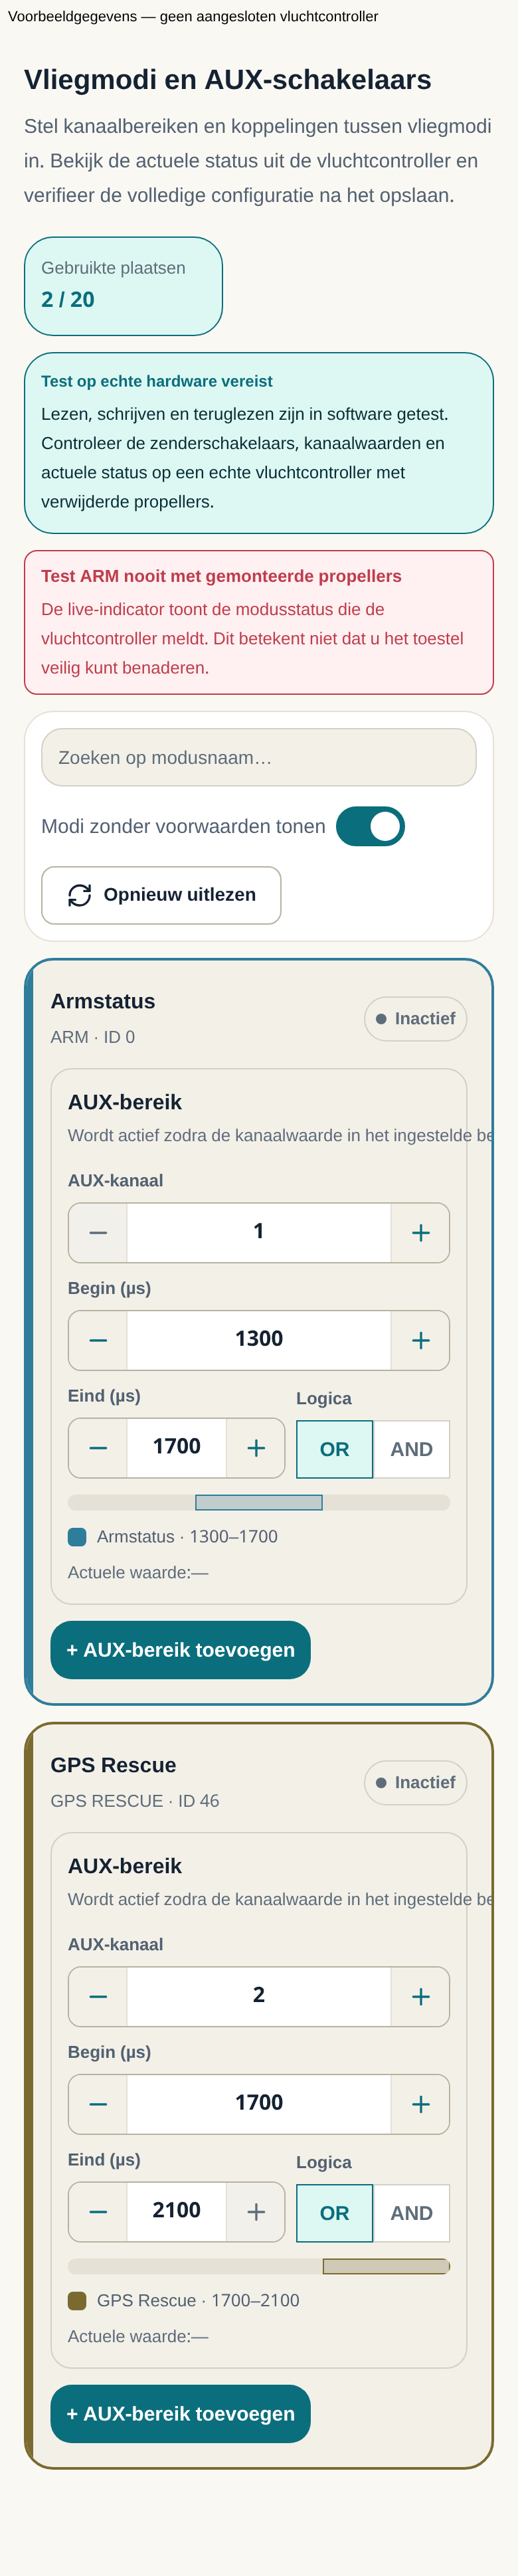 Voorbeeldgegevens — geen aangesloten vluchtcontroller
Vliegmodi en AUX-schakelaars
Stel kanaalbereiken en koppelingen tussen vliegmodi
in. Bekijk de actuele status uit de vluchtcontroller en
verifieer de volledige configuratie na het opslaan.
Gebruikte plaatsen
2 / 20
Test op echte hardware vereist
Lezen, schrijven en teruglezen zijn in software getest.
Controleer de zenderschakelaars, kanaalwaarden en
actuele status op een echte vluchtcontroller met
verwijderde propellers.
Test ARM nooit met gemonteerde propellers
De live-indicator toont de modusstatus die de
vluchtcontroller meldt. Dit betekent niet dat u het toestel
veilig kunt benaderen.
Zoeken op modusnaam…
Modi zonder voorwaarden tonen
Opnieuw uitlezen
Armstatus
Inactief
ARM · ID 0
AUX-bereik
Wordt actief zodra de kanaalwaarde in het ingestelde be
AUX-kanaal
− 1 +
Begin (µs)
− 1300 +
Eind (µs) Logica
− 1700 + OR AND
Armstatus · 1300–1700
Actuele waarde:—
+ AUX-bereik toevoegen
GPS Rescue
Inactief
GPS RESCUE · ID 46
AUX-bereik
Wordt actief zodra de kanaalwaarde in het ingestelde be
AUX-kanaal
− 2 +
Begin (µs)
− 1700 +
Eind (µs) Logica
− 2100 + OR AND
GPS Rescue · 1700–2100
Actuele waarde:—
+ AUX-bereik toevoegen